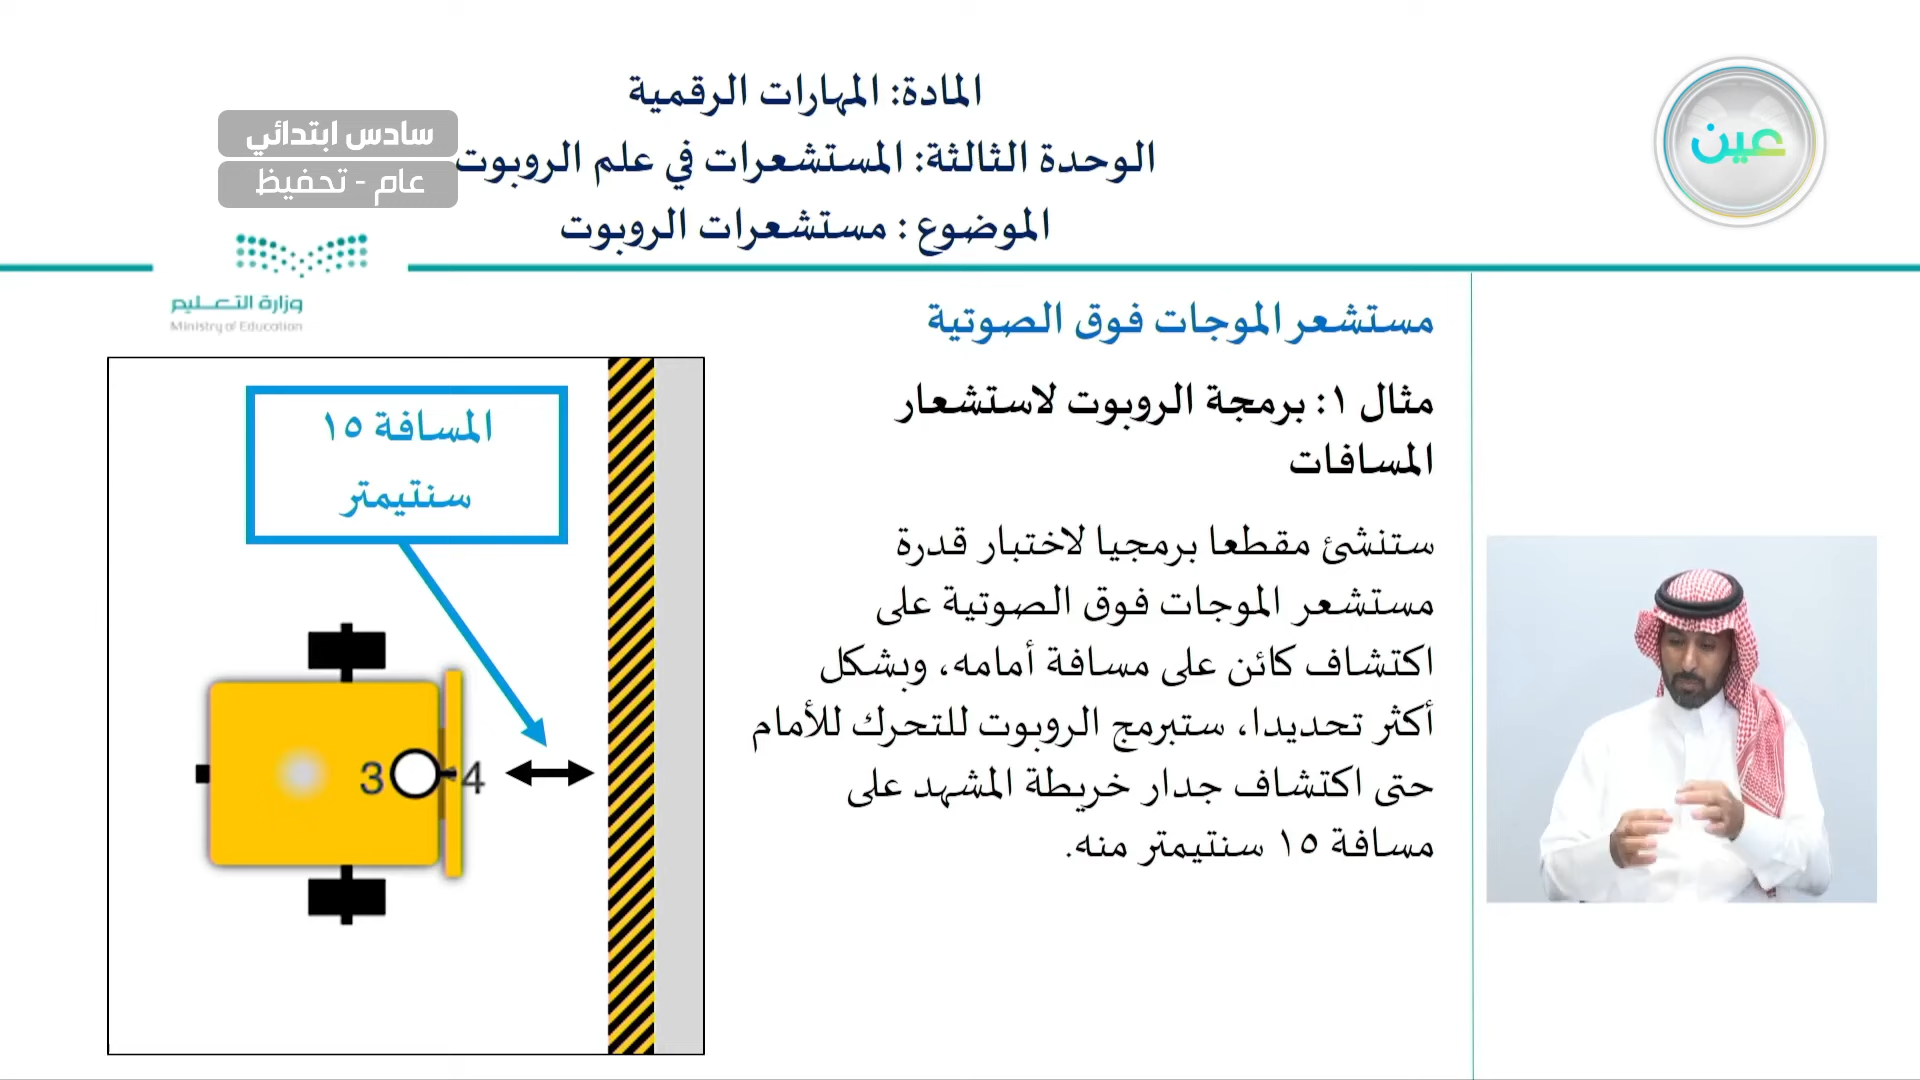 المادة: المهارات الرقمية
الوحدة الثالثة: المستشعرات في علم الروبوت
الموضوع : مستشعرات الروبوت
عين
سادس ابتدائي
عام - تحفيظ
وزارة التعليم
Ministry of Education
مستشعر الموجات فوق الصوتية
مثال ١: برمجة الروبوت لاستشعار
المسافات
ستنشئ مقطعا برمجيا لاختبار قدرة
مستشعر الموجات فوق الصوتية على
اكتشاف كائن على مسافة أمامه، وبشكل
أكثر تحديدا، ستبرمج الروبوت للتحرك للأمام
حتى اكتشاف جدار خريطة المشهد على
مسافة ١٥ سنتيمتر منه.
المسافة ١٥
سنتيمتر
3 4